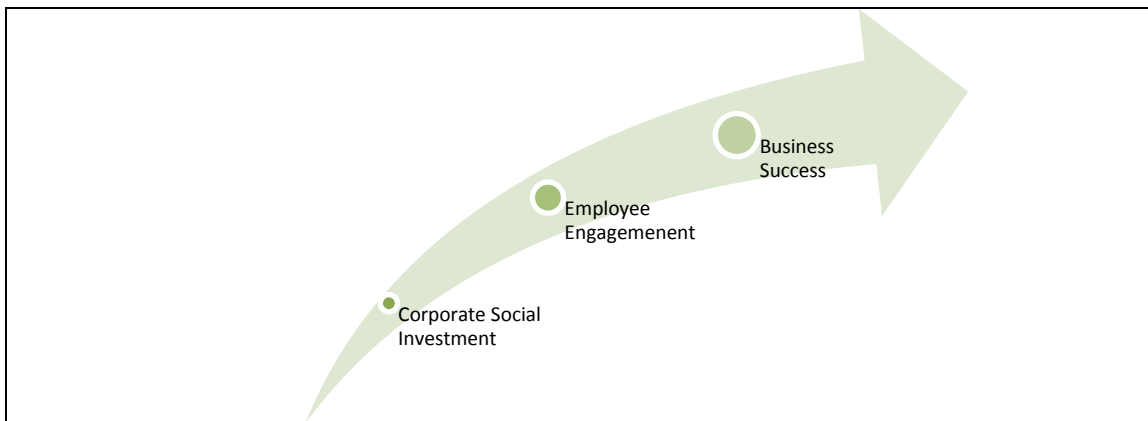 Business
Success
Employee
Engagemenent
Corporate Social
Investment